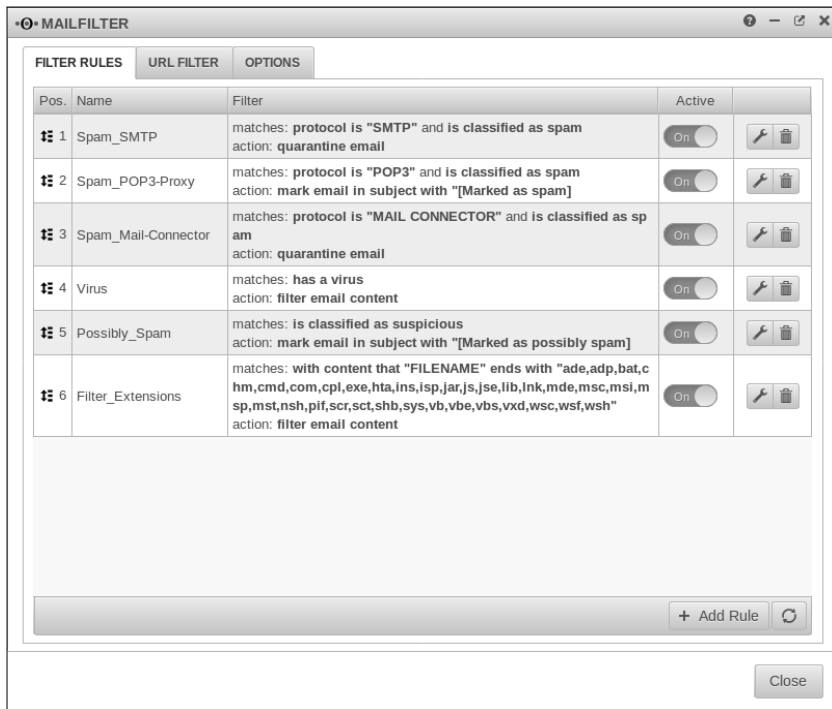 MAILFILTER
FILTER RULES URL FILTER OPTIONS
Pos. Name Filter Active
1 Spam_SMTP matches: protocol is "SMTP" and is classified as spam
action: quarantine email On
2 Spam_POP3-Proxy matches: protocol is "POP3" and is classified as spam
action: mark email in subject with "[Marked as spam] On
3 Spam_Mail-Connector matches: protocol is "MAIL CONNECTOR" and is classified as sp
am
action: quarantine email On
4 Virus matches: has a virus
action: filter email content On
5 Possibly_Spam matches: is classified as suspicious
action: mark email in subject with "[Marked as possibly spam] On
6 Filter_Extensions matches: with content that "FILENAME" ends with "ade,adp,bat,c
hm,cmd,com,cpl,exe,hta,ins,isp,jar,js,jse,lib,lnk,mde,msc,msi,m
sp,mst,nsh,pif,scr,sct,shb,sys,vb,vbe,vbs,vxd,wsc,wsf,wsh"
action: filter email content On
+ Add Rule
Close